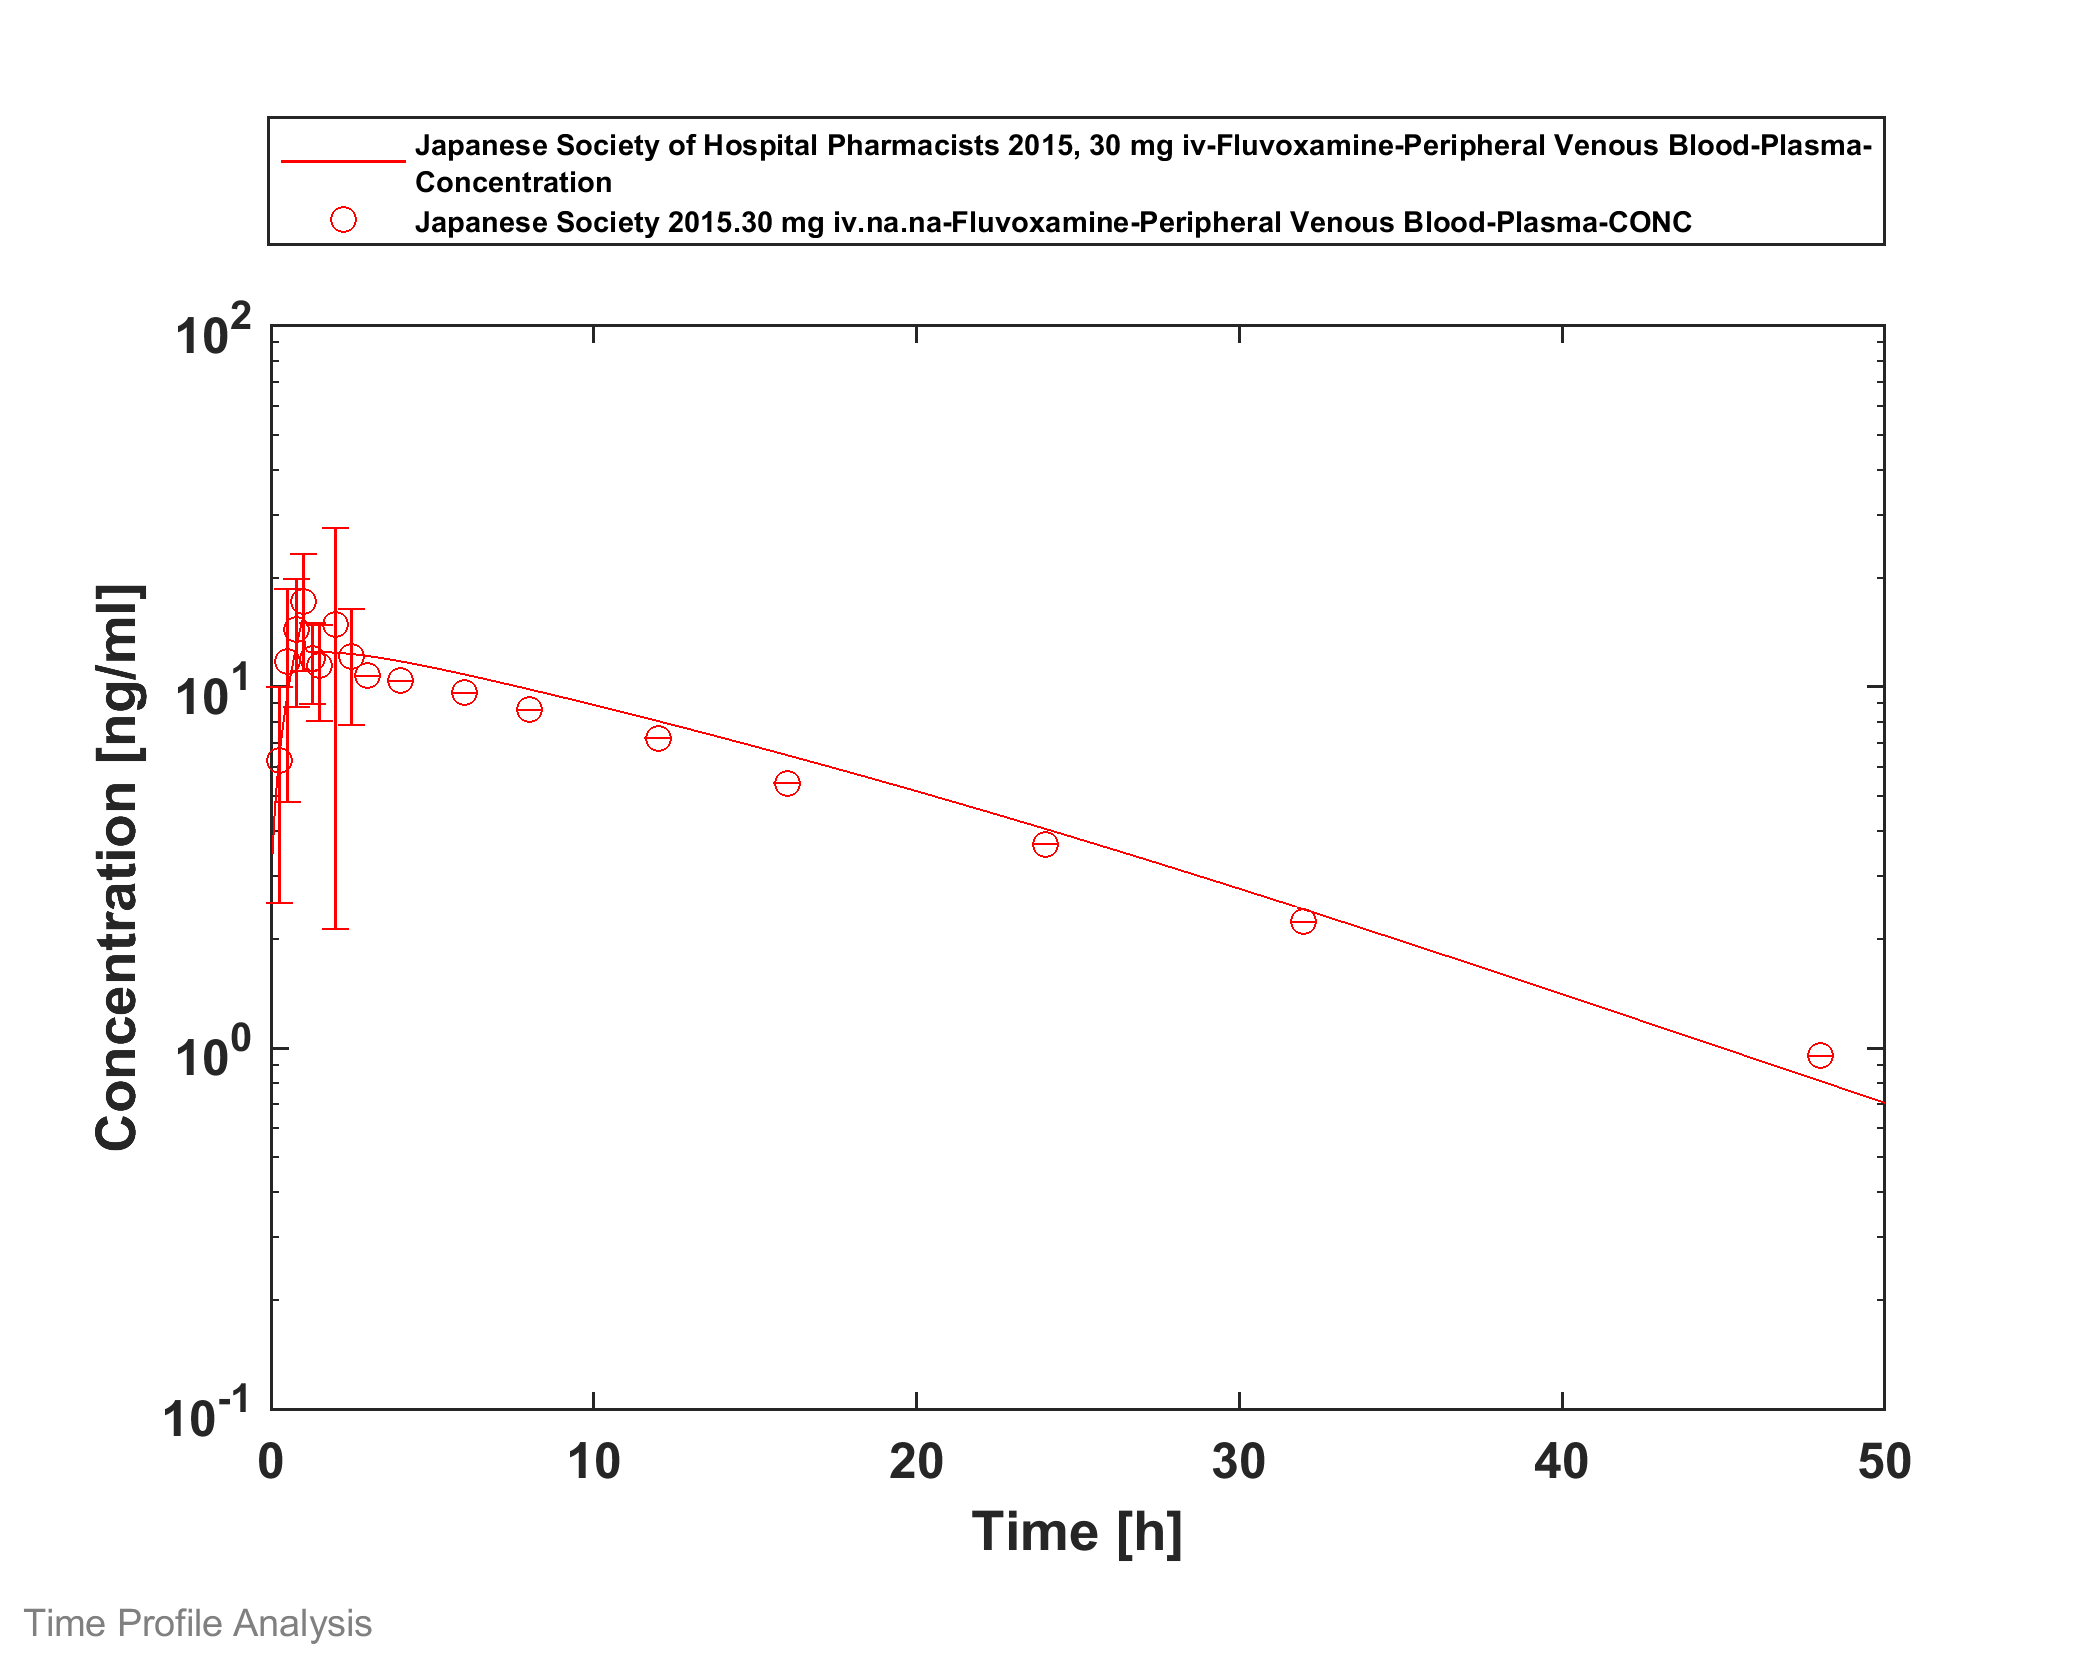 Japanese Society of Hospital Pharmacists 2015, 30 mg iv-Fluvoxamine-Peripheral Venous Blood-Plasma-
Concentration
Japanese Society 2015.30 mg iv.na.na-Fluvoxamine-Peripheral Venous Blood-Plasma-CONC
10^2
10^1
10^0
10^-1
Concentration [ng/ml]
0 10 20 30 40 50
Time [h]
Time Profile Analysis